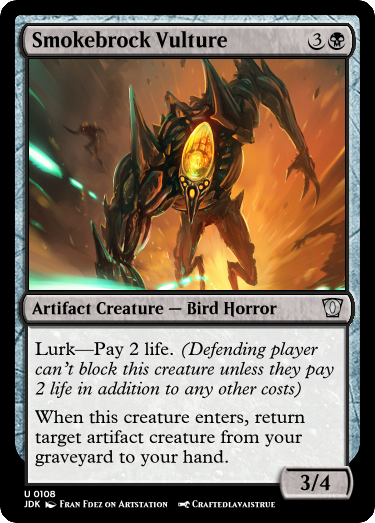 Smokebrock Vulture 3
Artifact Creature — Bird Horror
Lurk—Pay 2 life. (Defending player
can't block this creature unless they pay
2 life in addition to any other costs)
When this creature enters, return
target artifact creature from your
graveyard to your hand.
3/4
U 0108
JDK Fran Fdez on Artstation Craftedlavaistrue